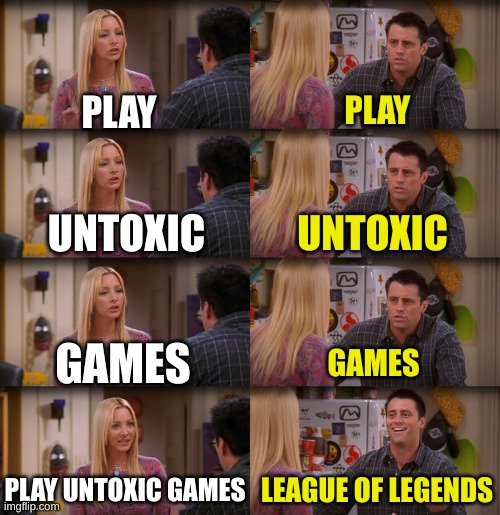 PLAY
PLAY
UNTOXIC
UNTOXIC
GAMES
GAMES
PLAY UNTOXIC GAMES
LEAGUE OF LEGENDS
imgflip.com